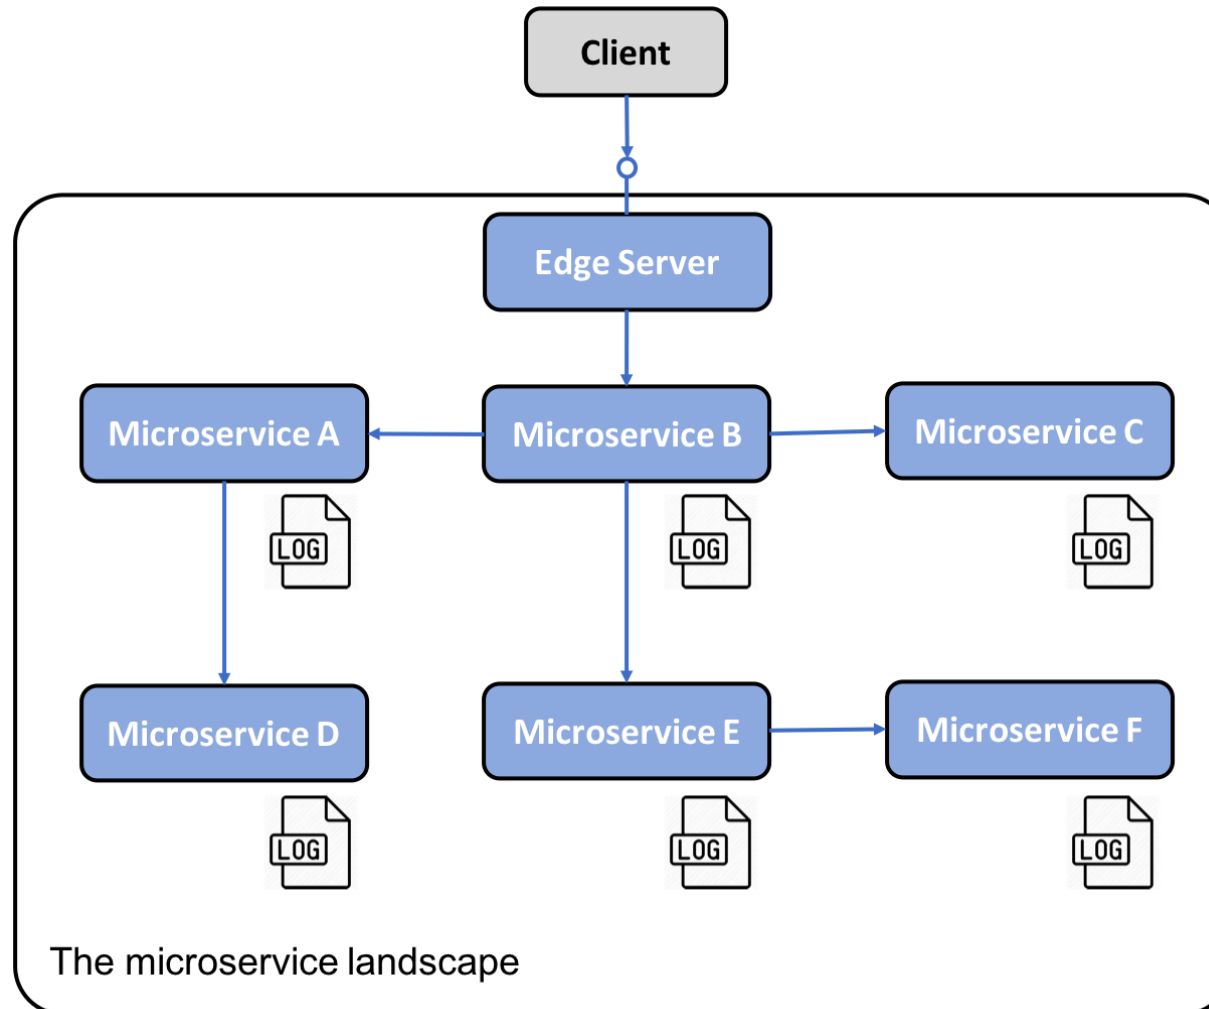 Client
Edge Server
Microservice A
Microservice B
Microservice C
LOG
LOG
LOG
Microservice D
Microservice E
Microservice F
LOG
LOG
LOG
The microservice landscape